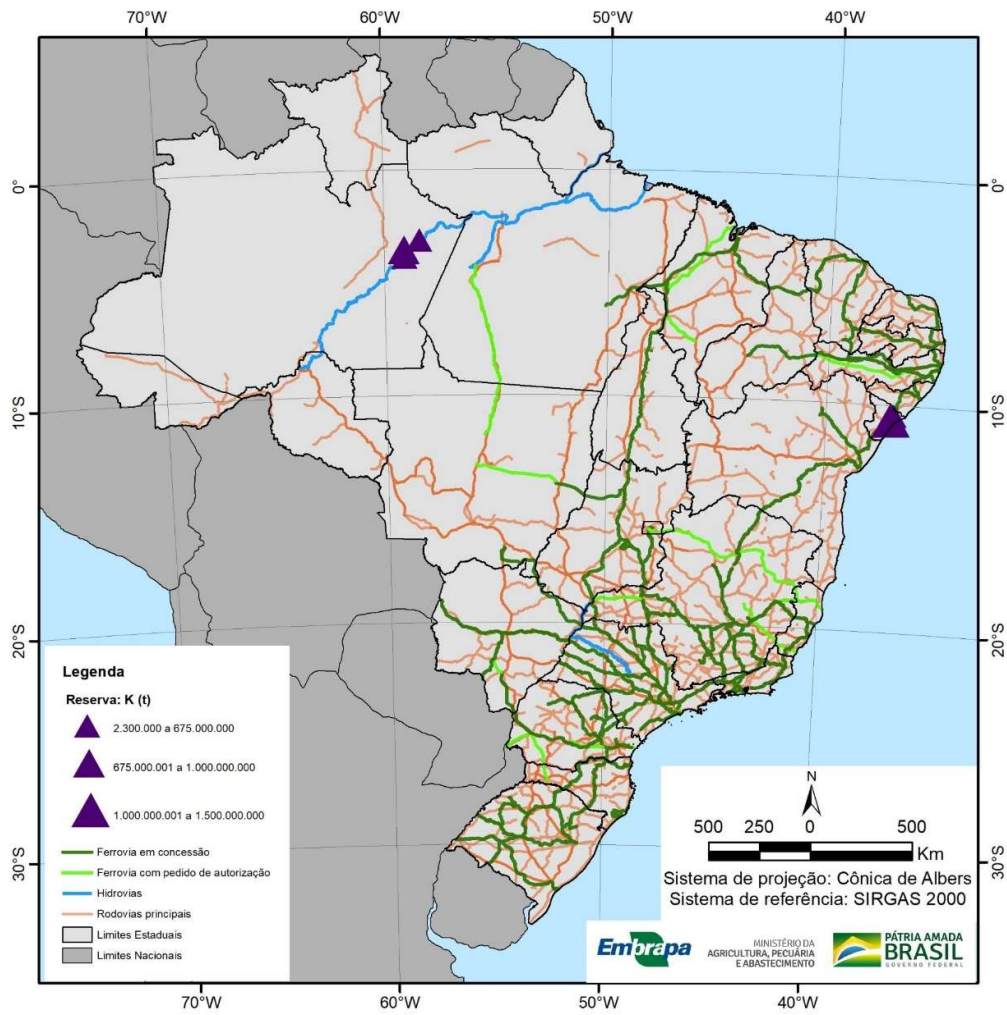 70°W 60°W 50°W 40°W
0° 0°
10°S 10°S
20°S 20°S
30°S 30°S
Legenda
Reserva: K (t)
2.300.000 a 675.000.000
675.000.001 a 1.000.000.000
1.000.000.001 a 1.500.000.000
Ferrovia em concessão
Ferrovia com pedido de autorização
Hidrovias
Rodovias principais
Limites Estaduais
Limites Nacionais
N
500 250 0 500
Km
Sistema de projeção: Cônica de Albers
Sistema de referência: SIRGAS 2000
Embrapa
MINISTÉRIO DA
AGRICULTURA, PECUÁRIA
E ABASTECIMENTO
PÁTRIA AMADA
BRASIL
GOVERNO FEDERAL
70°W 60°W 50°W 40°W